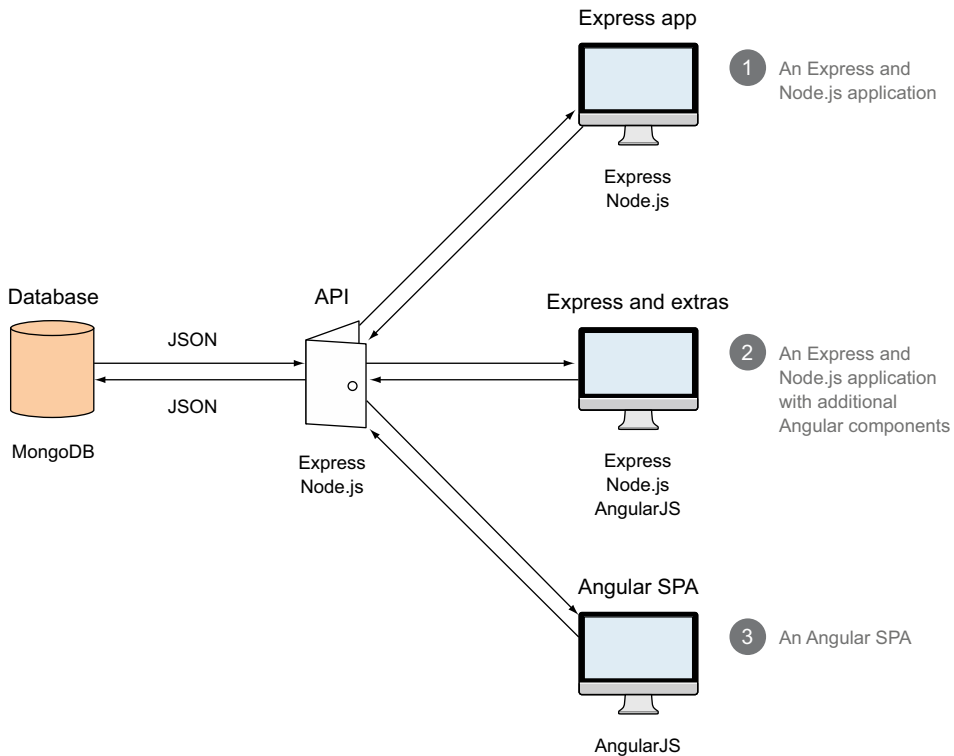 Express app
1
An Express and
Node.js application
Express
Node.js
Database
JSON
JSON
MongoDB
API
Express
Node.js
Express and extras
2
An Express and
Node.js application
with additional
Angular components
Express
Node.js
AngularJS
Angular SPA
3
An Angular SPA
AngularJS